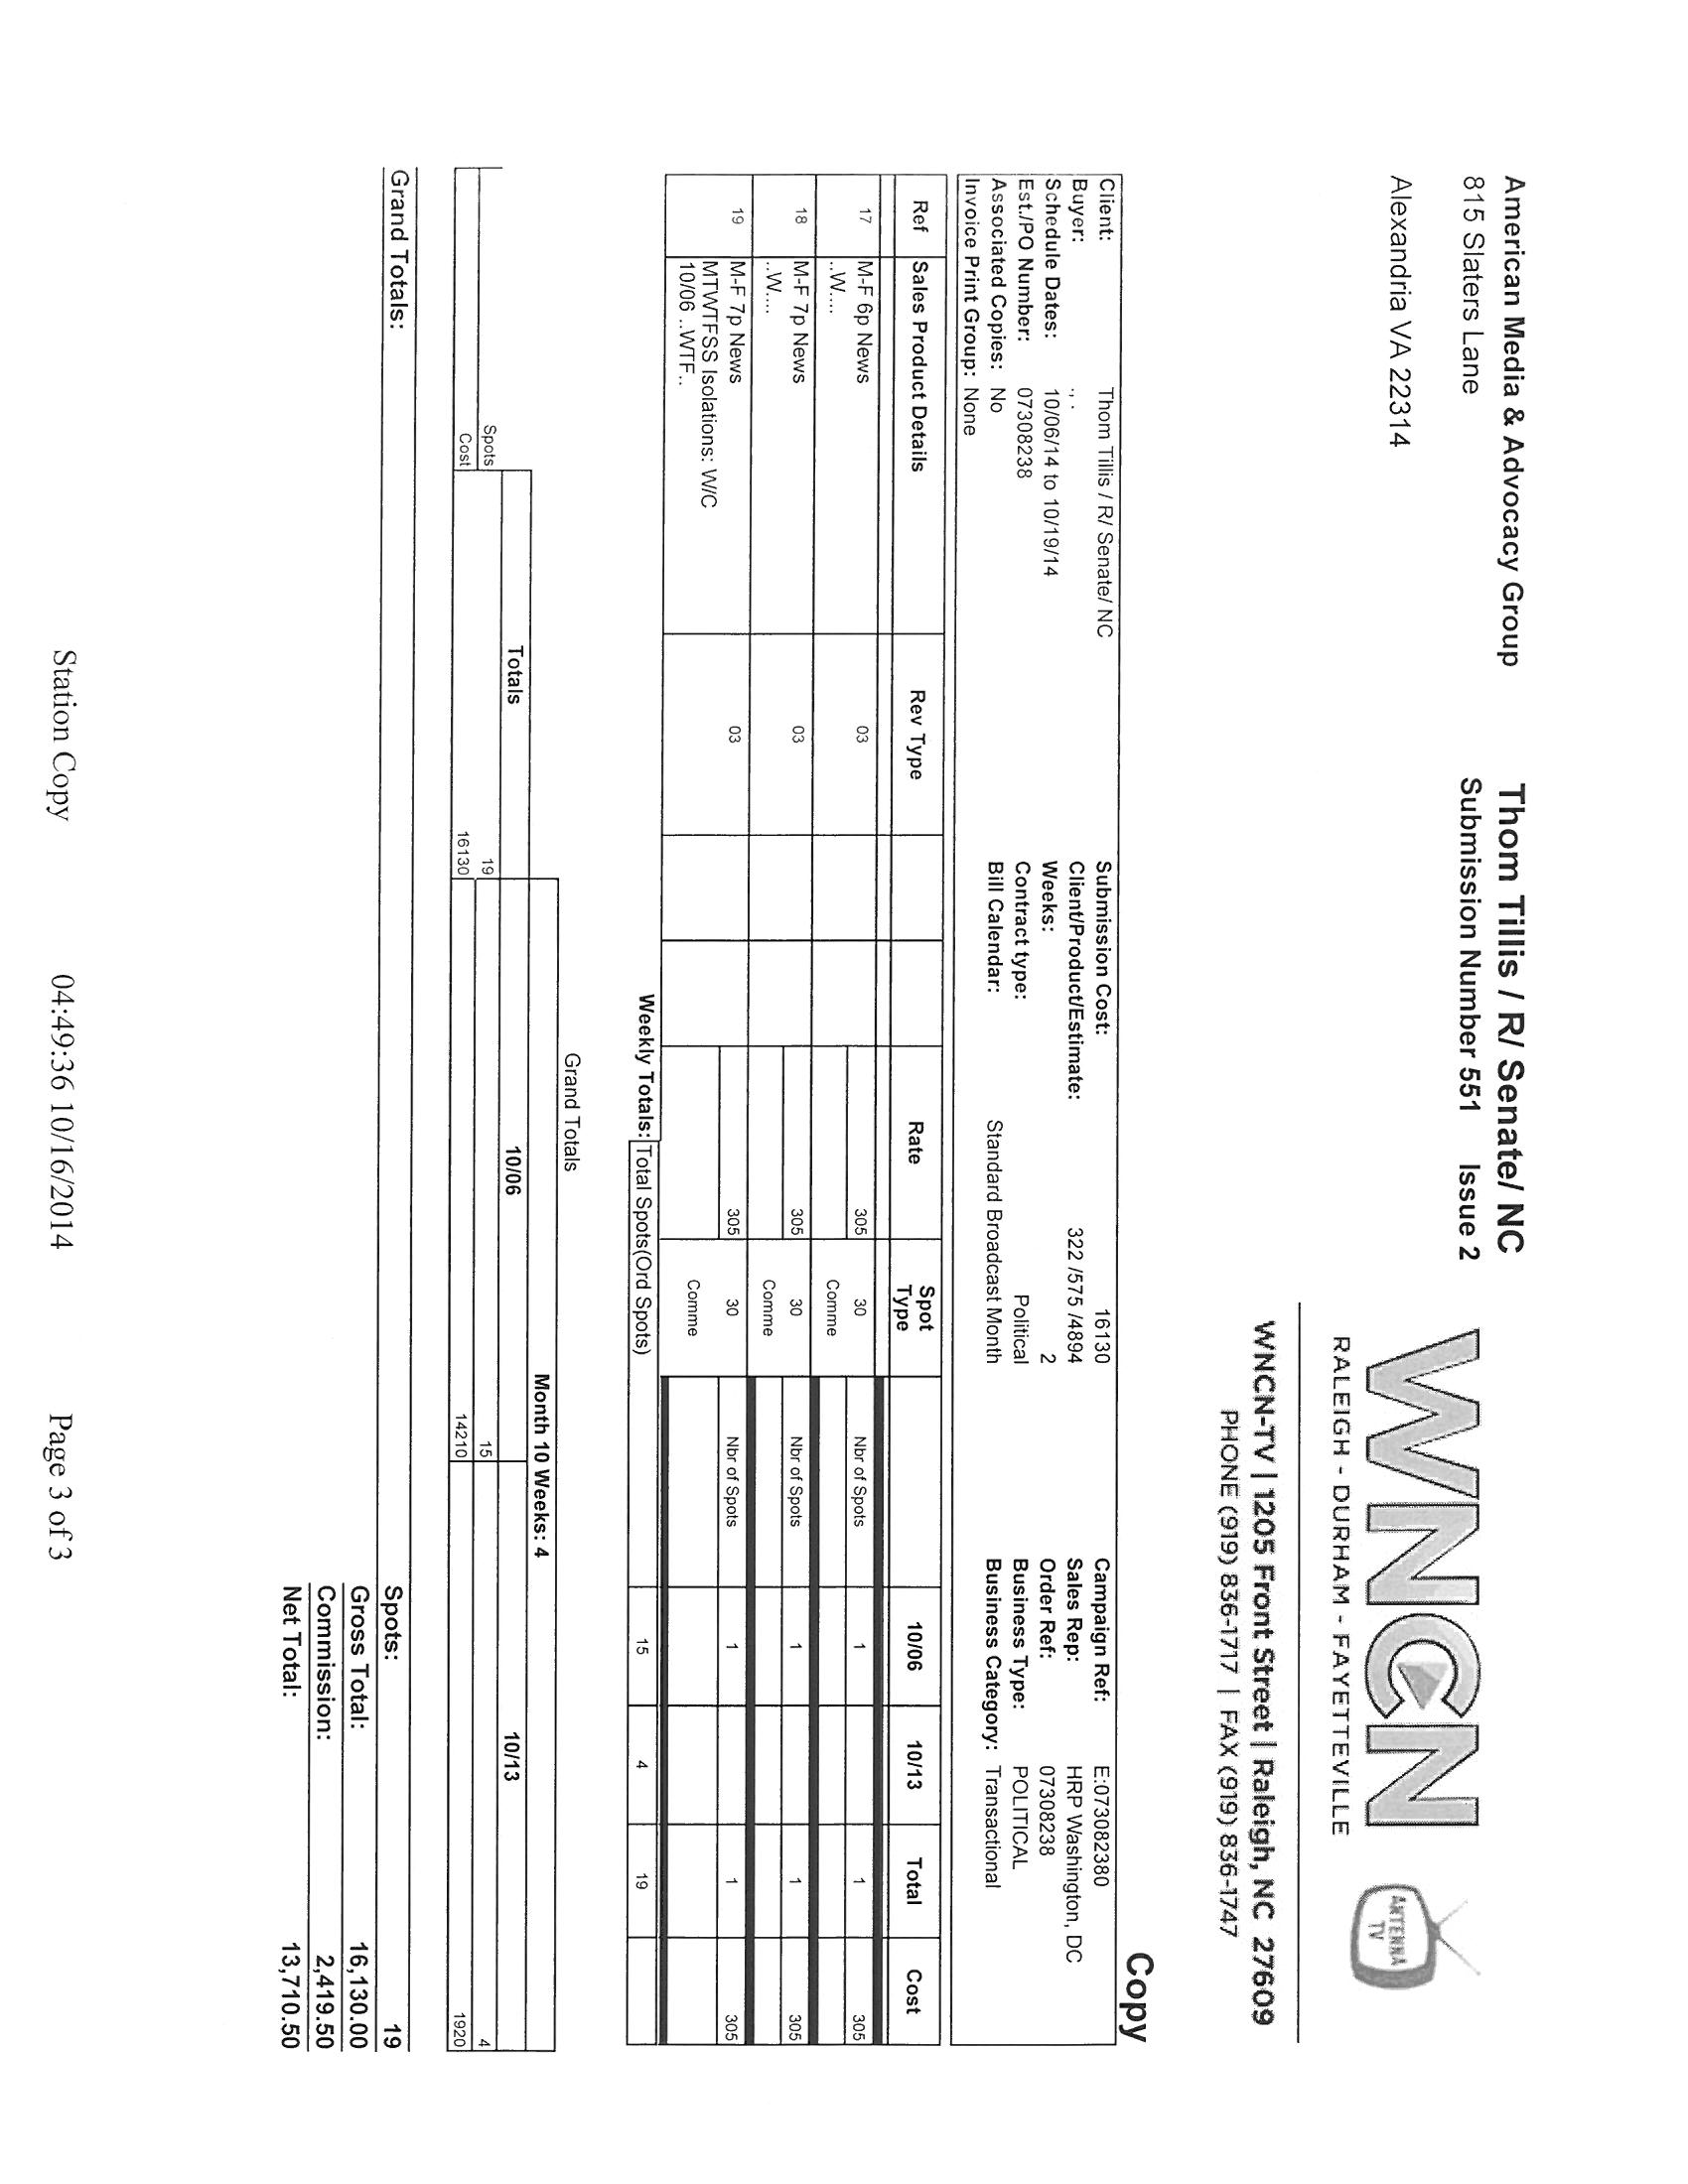 American Media & Advocacy Group
815 Slaters Lane
Alexandria VA 22314
Thom Tillis / R/ Senate/ NC
Submission Number 551 Issue 2
WNCN
RALEIGH - DURHAM - FAYETTEVILLE
ANTENNA TV
WNCN-TV | 1205 Front Street | Raleigh, NC 27609
PHONE (919) 836-1717 | FAX (919) 836-1747
Copy
Client: Thom Tillis / R/ Senate/ NC Submission Cost: 16130 Campaign Ref: E:073082380
Buyer: , . Client/Product/Estimate: 322 /575 /4894 Sales Rep: HRP Washington, DC
Schedule Dates: 10/06/14 to 10/19/14 Weeks: 2 Order Ref: 07308238
Est./PO Number: 07308238 Contract type: Political Business Type: POLITICAL
Associated Copies: No Bill Calendar: Standard Broadcast Month Business Category: Transactional
Invoice Print Group: None
Ref Sales Product Details Rev Type Rate Spot Type 10/06 10/13 Total Cost
17 M-F 6p News 03 305 30 Nbr of Spots 1 1 305
..W.... Comme
18 M-F 7p News 03 305 30 Nbr of Spots 1 1 305
..W.... Comme
19 M-F 7p News 03 305 30 Nbr of Spots 1 1 305
MTWTFSS Isolations: W/C Comme
10/06 ..WTF..
Weekly Totals: Total Spots(Ord Spots) 15 4 19
Grand Totals
Month 10 Weeks: 4
Totals 10/06 10/13
Spots 19 15 4
Cost 16130 14210 1920
Grand Totals: Spots: 19
Gross Total: 16,130.00
Commission: 2,419.50
Net Total: 13,710.50
Station Copy 04:49:36 10/16/2014 Page 3 of 3